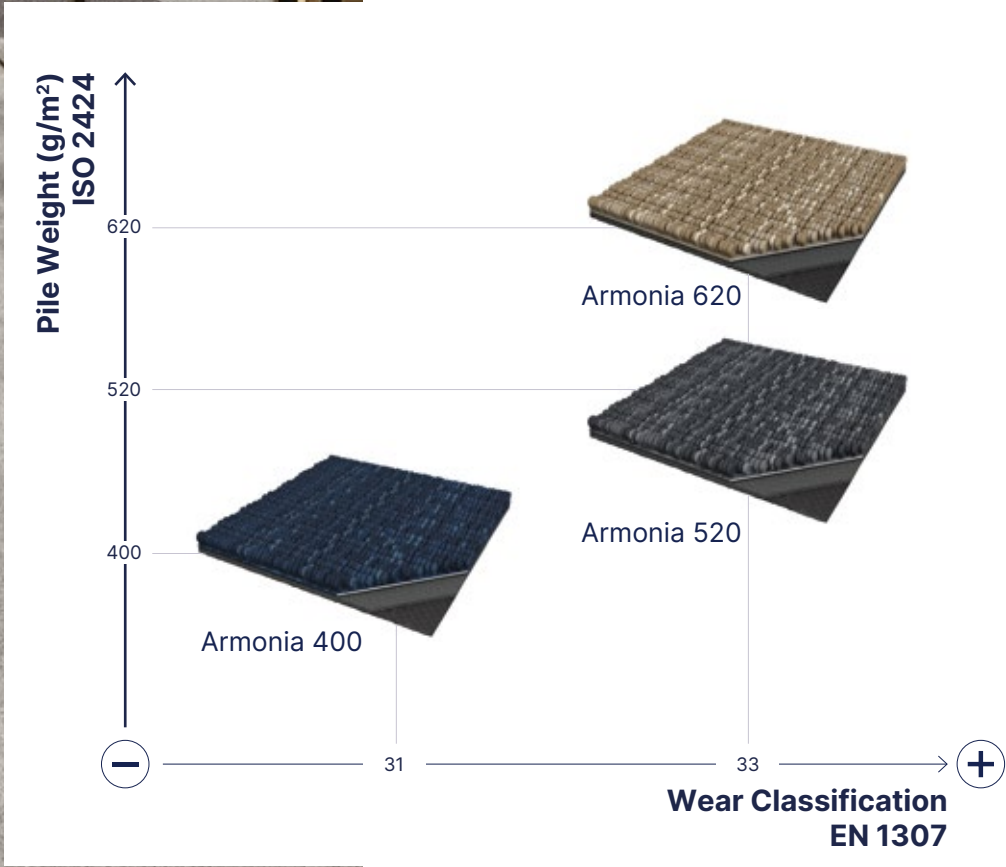 Pile Weight (g/m²)
ISO 2424
620
Armonia 620
520
Armonia 520
400
Armonia 400
31
33
Wear Classification
EN 1307